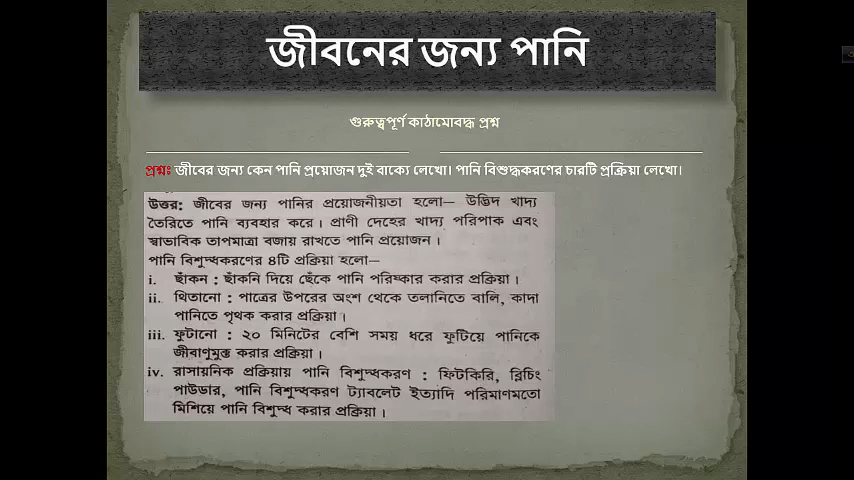 জীবনের জন্য পানি
গুরুত্বপূর্ণ কাঠামোবদ্ধ প্রশ্ন
প্রশ্নঃ জীবের জন্য কেন পানি প্রয়োজন দুই বাক্যে লেখো। পানি বিশুদ্ধকরণের চারটি প্রক্রিয়া লেখো।
উত্তর: জীবের জন্য পানির প্রয়োজনীয়তা হলো— উদ্ভিদ খাদ্য
তৈরিতে পানি ব্যবহার করে। প্রাণী দেহের খাদ্য পরিপাক এবং
স্বাভাবিক তাপমাত্রা বজায় রাখতে পানি প্রয়োজন।
পানি বিশুদ্ধকরণের ৪টি প্রক্রিয়া হলো—
i. ছাঁকন : ছাঁকনি দিয়ে ছেঁকে পানি পরিষ্কার করার প্রক্রিয়া।
ii. থিতানো : পাত্রের উপরের অংশ থেকে তলানিতে বালি, কাদা
পানিতে পৃথক করার প্রক্রিয়া।
iii. ফুটানো : ২০ মিনিটের বেশি সময় ধরে ফুটিয়ে পানিকে
জীবাণুমুক্ত করার প্রক্রিয়া।
iv. রাসায়নিক প্রক্রিয়ায় পানি বিশুদ্ধকরণ : ফিটকিরি, ব্লিচিং
পাউডার, পানি বিশুদ্ধকরণ ট্যাবলেট ইত্যাদি পরিমাণমতো
মিশিয়ে পানি বিশুদ্ধ করার প্রক্রিয়া।